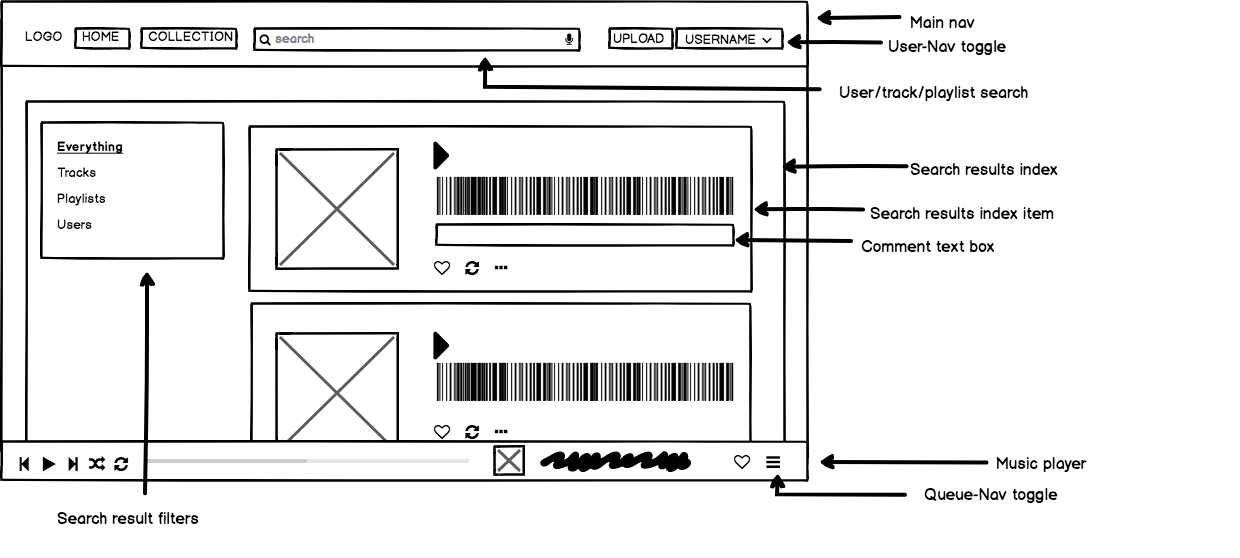 Main nav
LOGO HOME COLLECTION search UPLOAD USERNAME
User-Nav toggle
User/track/playlist search
Everything
Tracks
Playlists
Users
Search results index
Search results index item
Comment text box
Music player
Queue-Nav toggle
Search result filters